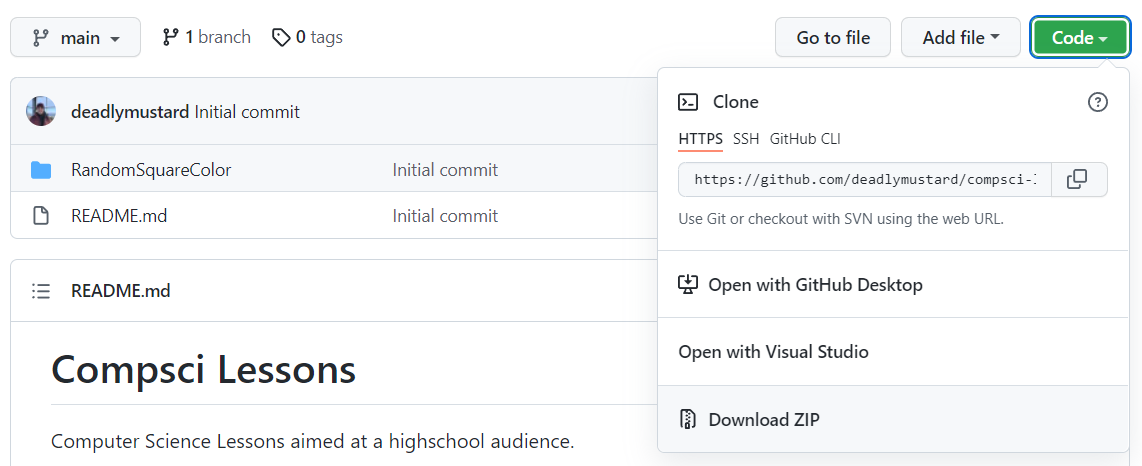 main 1 branch 0 tags Go to file Add file Code
deadlymustard Initial commit
RandomSquareColor Initial commit
README.md Initial commit
README.md
Compsci Lessons
Computer Science Lessons aimed at a highschool audience.
Clone
HTTPS SSH GitHub CLI
https://github.com/deadlymustard/compsci-
Use Git or checkout with SVN using the web URL.
Open with GitHub Desktop
Open with Visual Studio
Download ZIP